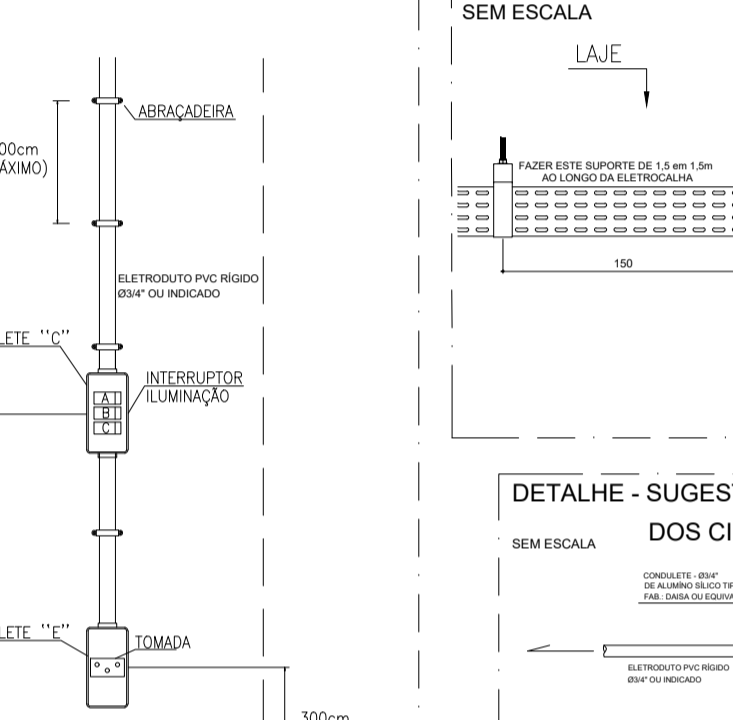 SEM ESCALA
LAJE
ABRAÇADEIRA
00cm
ÁXIMO)
FAZER ESTE SUPORTE DE 1,5 em 1,5m
AO LONGO DA ELETROCALHA
150
ELETRODUTO PVC RÍGIDO
Ø3/4" OU INDICADO
LETE "C"
INTERRUPTOR
ILUMINAÇÃO
A
B
C
DETALHE - SUGEST
DOS CI
SEM ESCALA
CONDULETE - Ø3/4"
DE ALUMÍNO SÍLICO TIP
FAB.: DAISA OU EQUIVA
LETE "E"
TOMADA
ELETRODUTO PVC RÍGIDO
Ø3/4" OU INDICADO
300cm